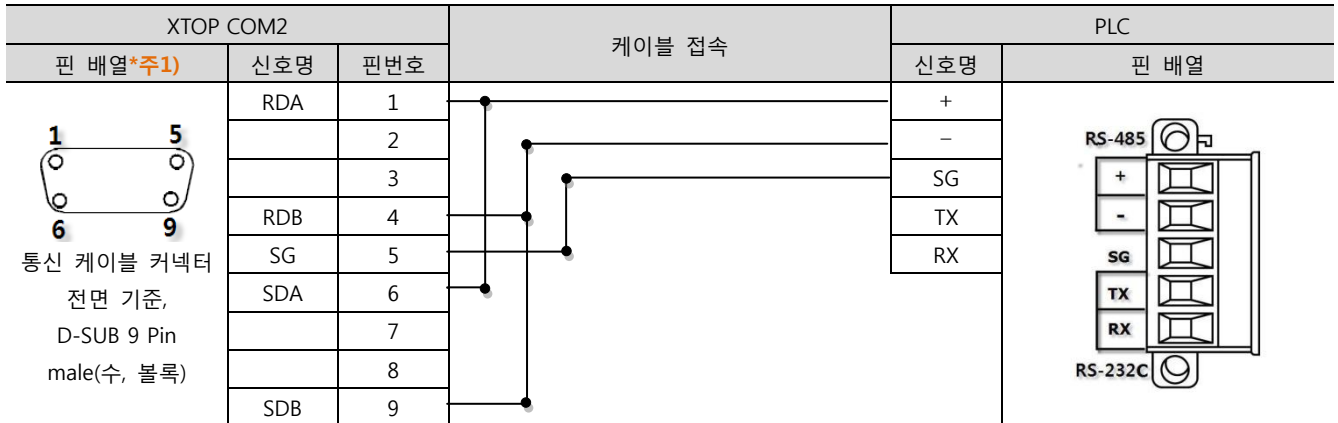 XTOP COM2 케이블 접속 PLC
핀 배열*주1) 신호명 핀번호 신호명 핀 배열
RDA 1 +
2 −
3 SG
RDB 4 TX
SG 5 RX
SDA 6
7
8
SDB 9
1 5
6 9
통신 케이블 커넥터
전면 기준,
D-SUB 9 Pin
male(수, 볼록)
RS-485
+
-
SG
TX
RX
RS-232C